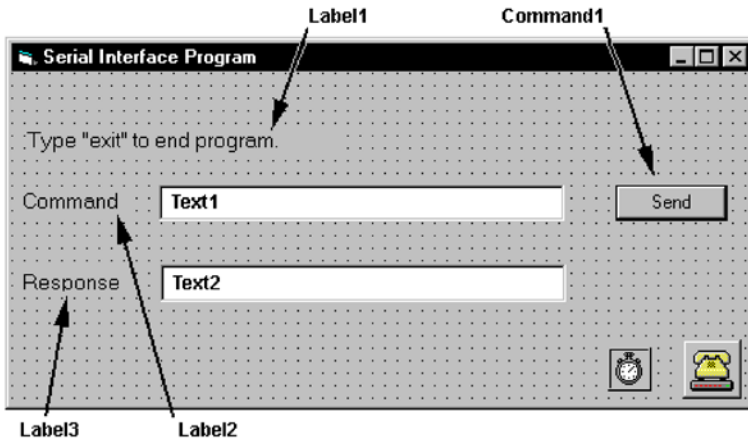 Label1 Command1
Serial Interface Program
Type "exit" to end program.
Command Text1 Send
Response Text2
Label3 Label2